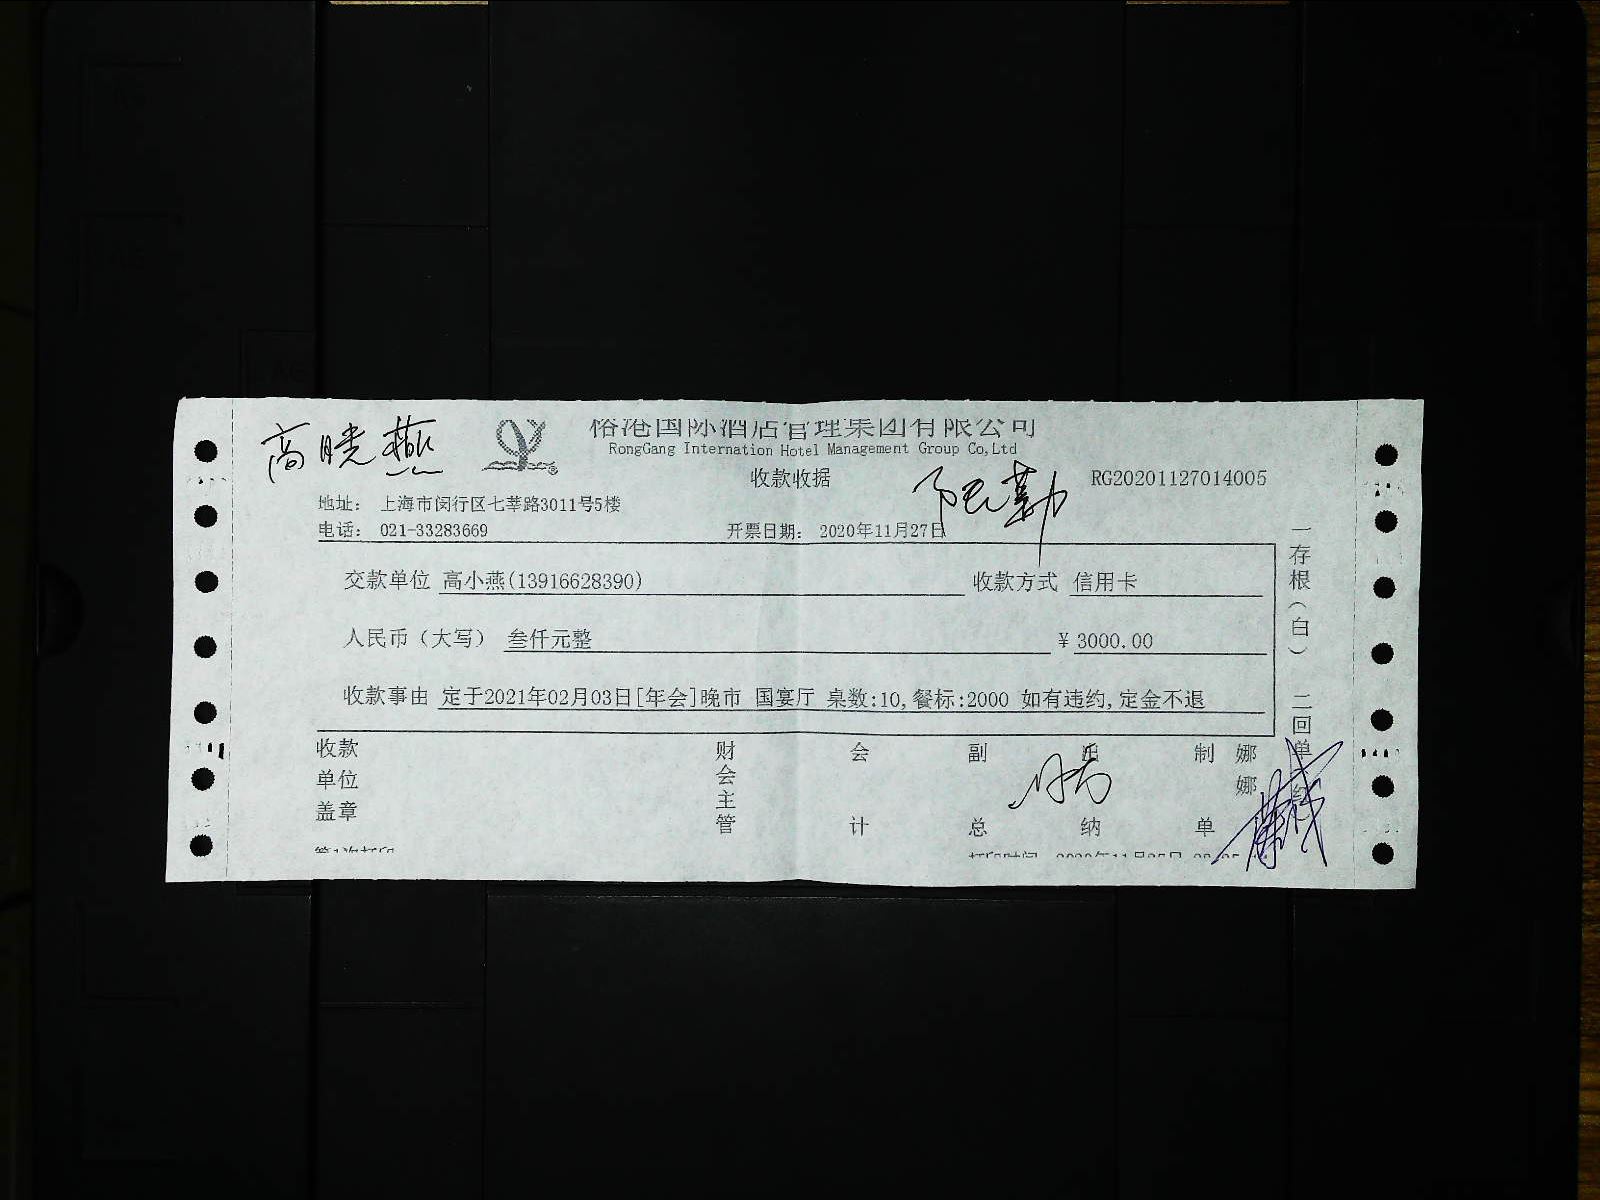 高晓燕
裕港国际酒店管理集团有限公司
RongGang Internation Hotel Management Group Co,Ltd
收款收据
RG20201127014005
地址： 上海市闵行区七莘路3011号5楼
电话： 021-33283669
开票日期： 2020年11月27日
交款单位 高小燕(13916628390)
收款方式 信用卡
人民币（大写） 叁仟元整
¥ 3000.00
收款事由 定于2021年02月03日[年会]晚市 国宴厅 桌数:10,餐标:2000 如有违约,定金不退
一存根(白) 二回单
收款单位盖章
财会主管
会计
副总
出纳
制单
娜娜
第1次打印